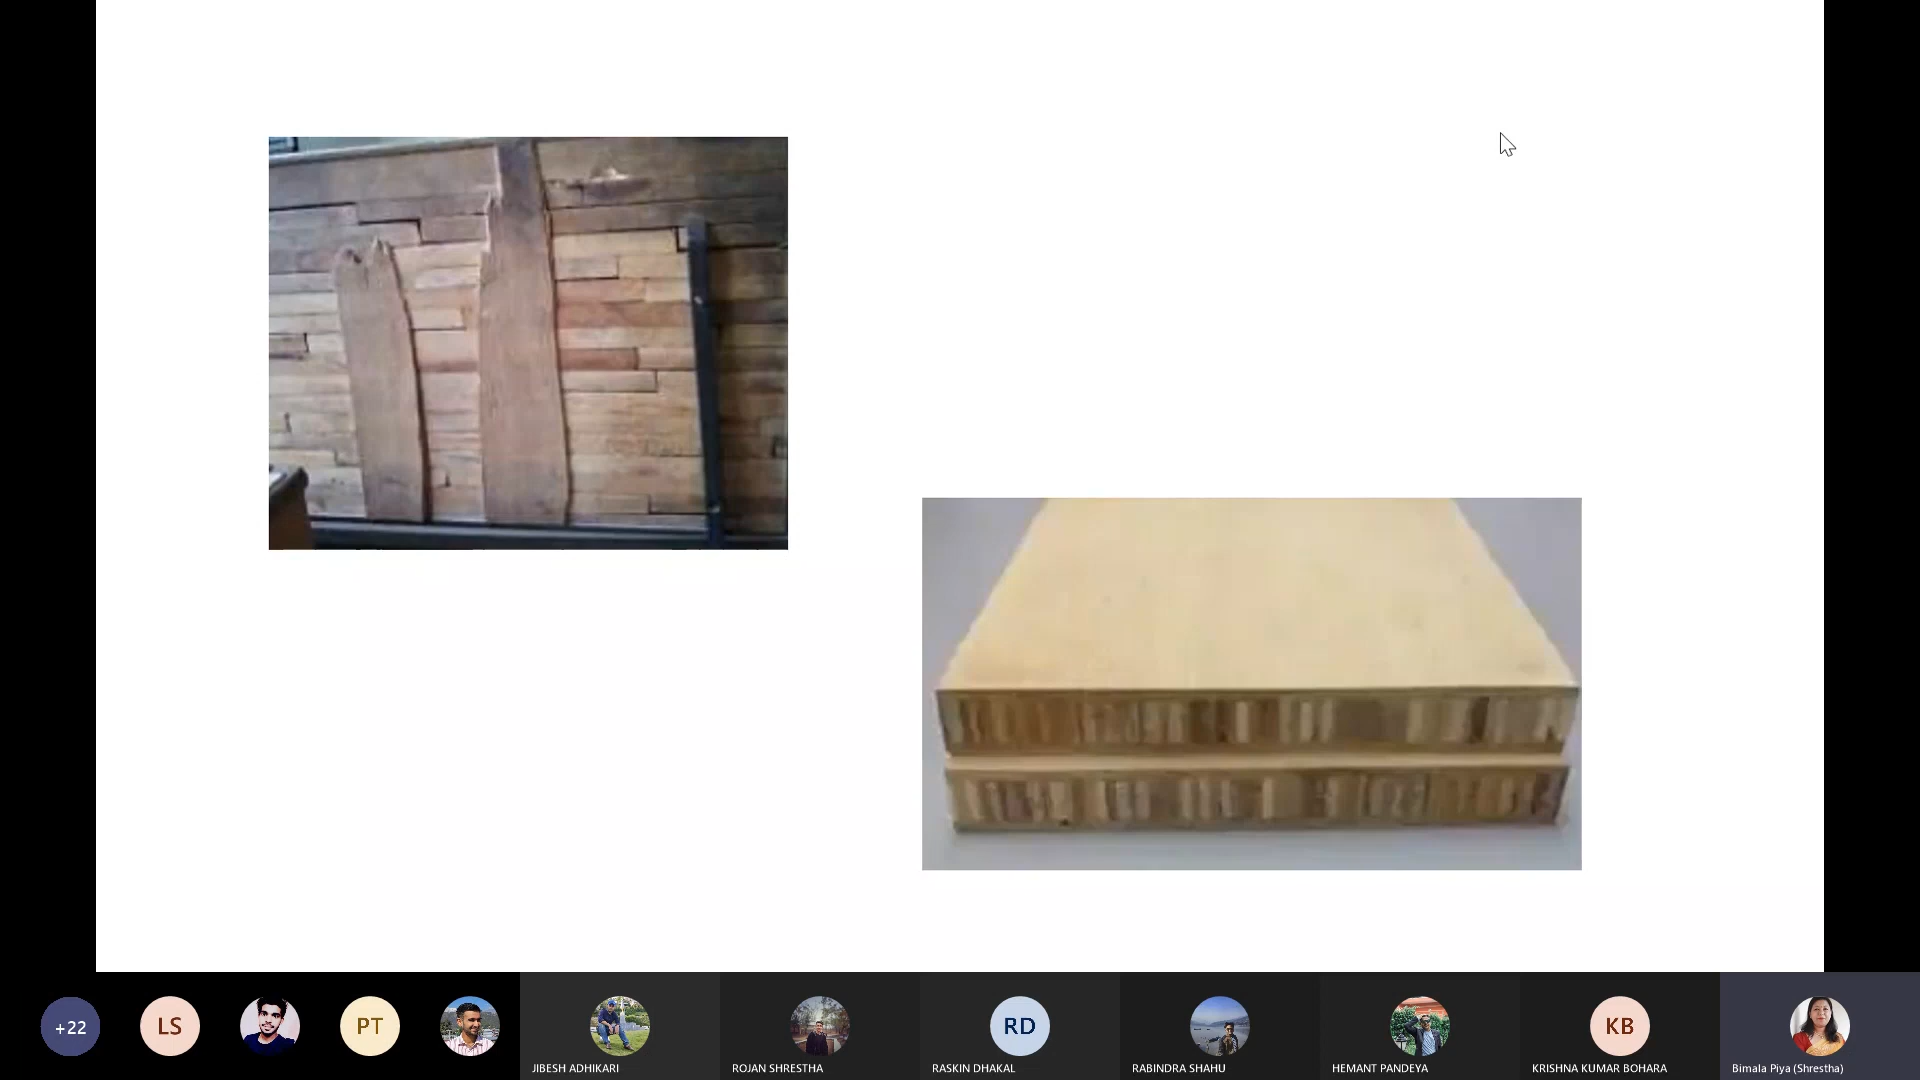 +22
LS
PT
RD
KB
JIBESH ADHIKARI
ROJAN SHRESTHA
RASKIN DHAKAL
RABINDRA SHAHU
HEMANT PANDEYA
KRISHNA KUMAR BOHARA
Bimala Piya (Shrestha)